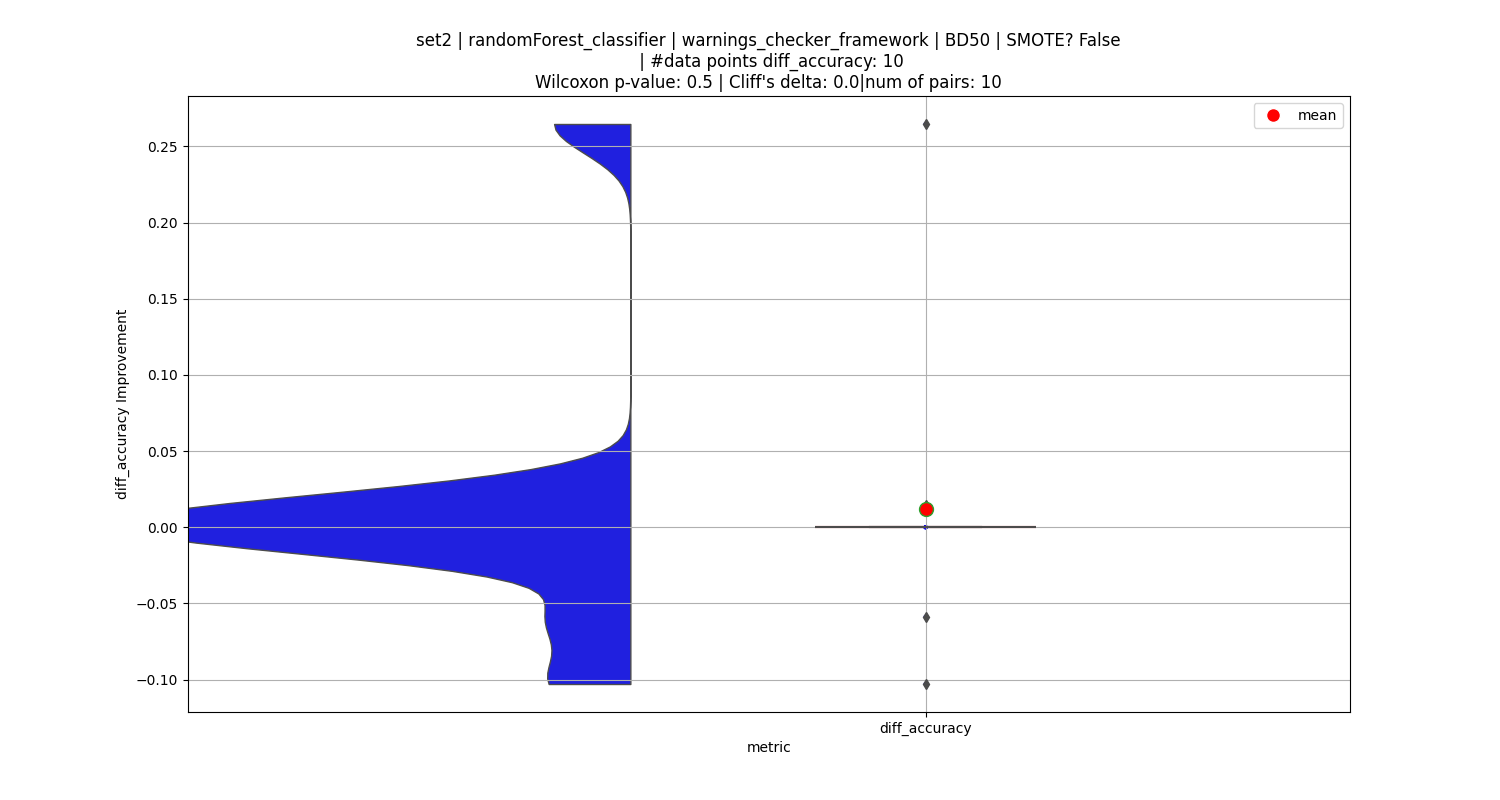 set2 | randomForest_classifier | warnings_checker_framework | BD50 | SMOTE? False
| #data points diff_accuracy: 10
Wilcoxon p-value: 0.5 | Cliff's delta: 0.0|num of pairs: 10
mean
0.25
0.20
0.15
0.10
0.05
0.00
−0.05
−0.10
diff_accuracy Improvement
diff_accuracy
metric